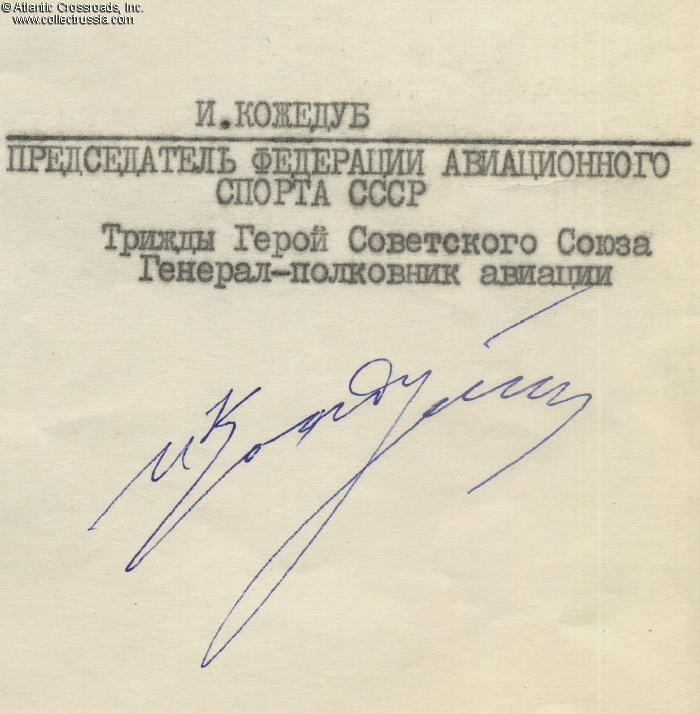 © Atlantic Crossroads, Inc.
www.collectrussia.com
И.КОЖЕДУБ
ПРЕДСЕДАТЕЛЬ ФЕДЕРАЦИИ АВИАЦИОННОГО
СПОРТА СССР
Трижды Герой Советского Союза
Генерал-полковник авиации